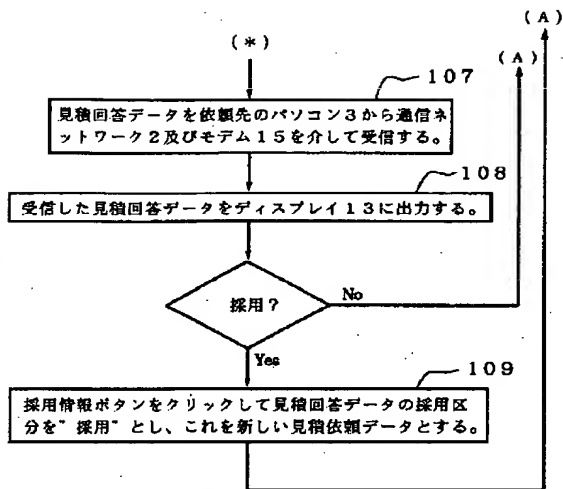 (A)
(*)
(A)
107
見積回答データを依頼先のパソコン3から通信ネ
ットワーク2及びモデム15を介して受信する。
108
受信した見積回答データをディスプレイ13に出力する。
採用?
No
Yes
109
採用情報ボタンをクリックして見積回答データの採用区
分を"採用"とし、これを新しい見積依頼データとする。